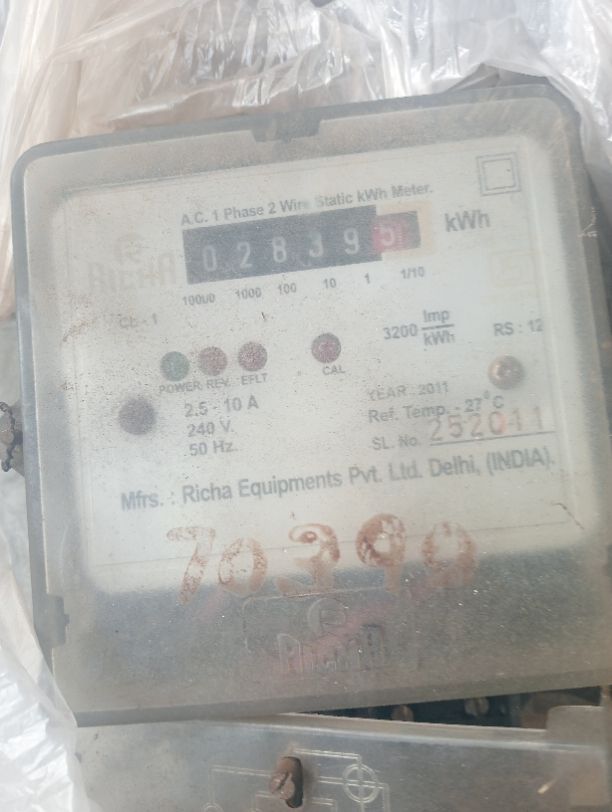 A.C. 1 Phase 2 Wire Static kWh Meter.
RICHA
0 2 8 3 9 5 kWh
10000 1000 100 10 1 1/10
CL - 1
3200 Imp/kWh RS : 12
POWER REV. EFLT CAL
2.5 - 10 A
240 V.
50 Hz.
YEAR : 2011
Ref. Temp. : 27°C
SL. No. 252011
Mfrs. : Richa Equipments Pvt. Ltd. Delhi, (INDIA).
70399